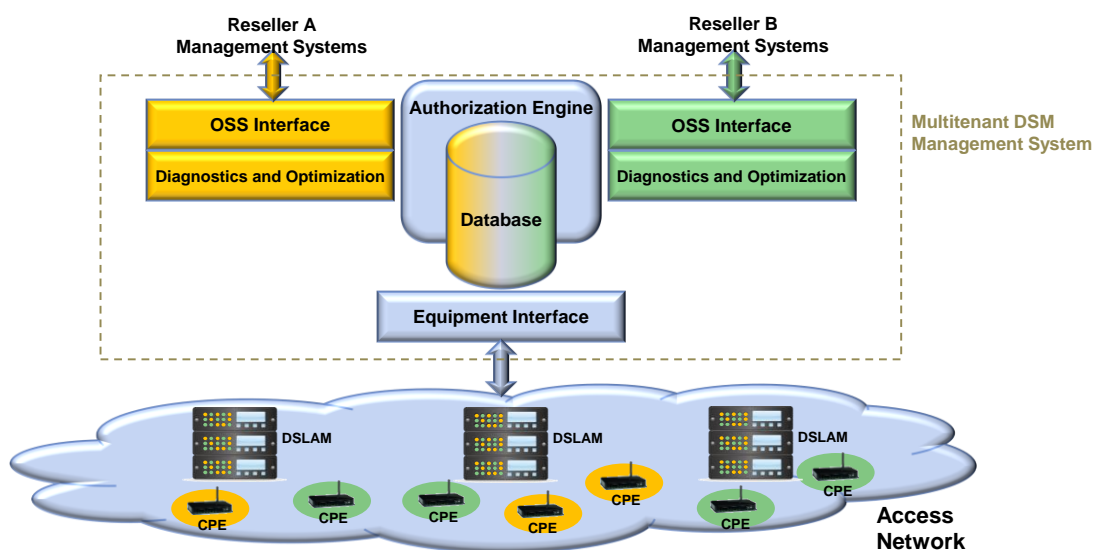 Reseller A
Management Systems
Reseller B
Management Systems
Authorization Engine
OSS Interface
OSS Interface
Multitenant DSM
Management System
Diagnostics and Optimization
Diagnostics and Optimization
Database
Equipment Interface
DSLAM
DSLAM
DSLAM
CPE
CPE
CPE
CPE
CPE
CPE
CPE
Access
Network